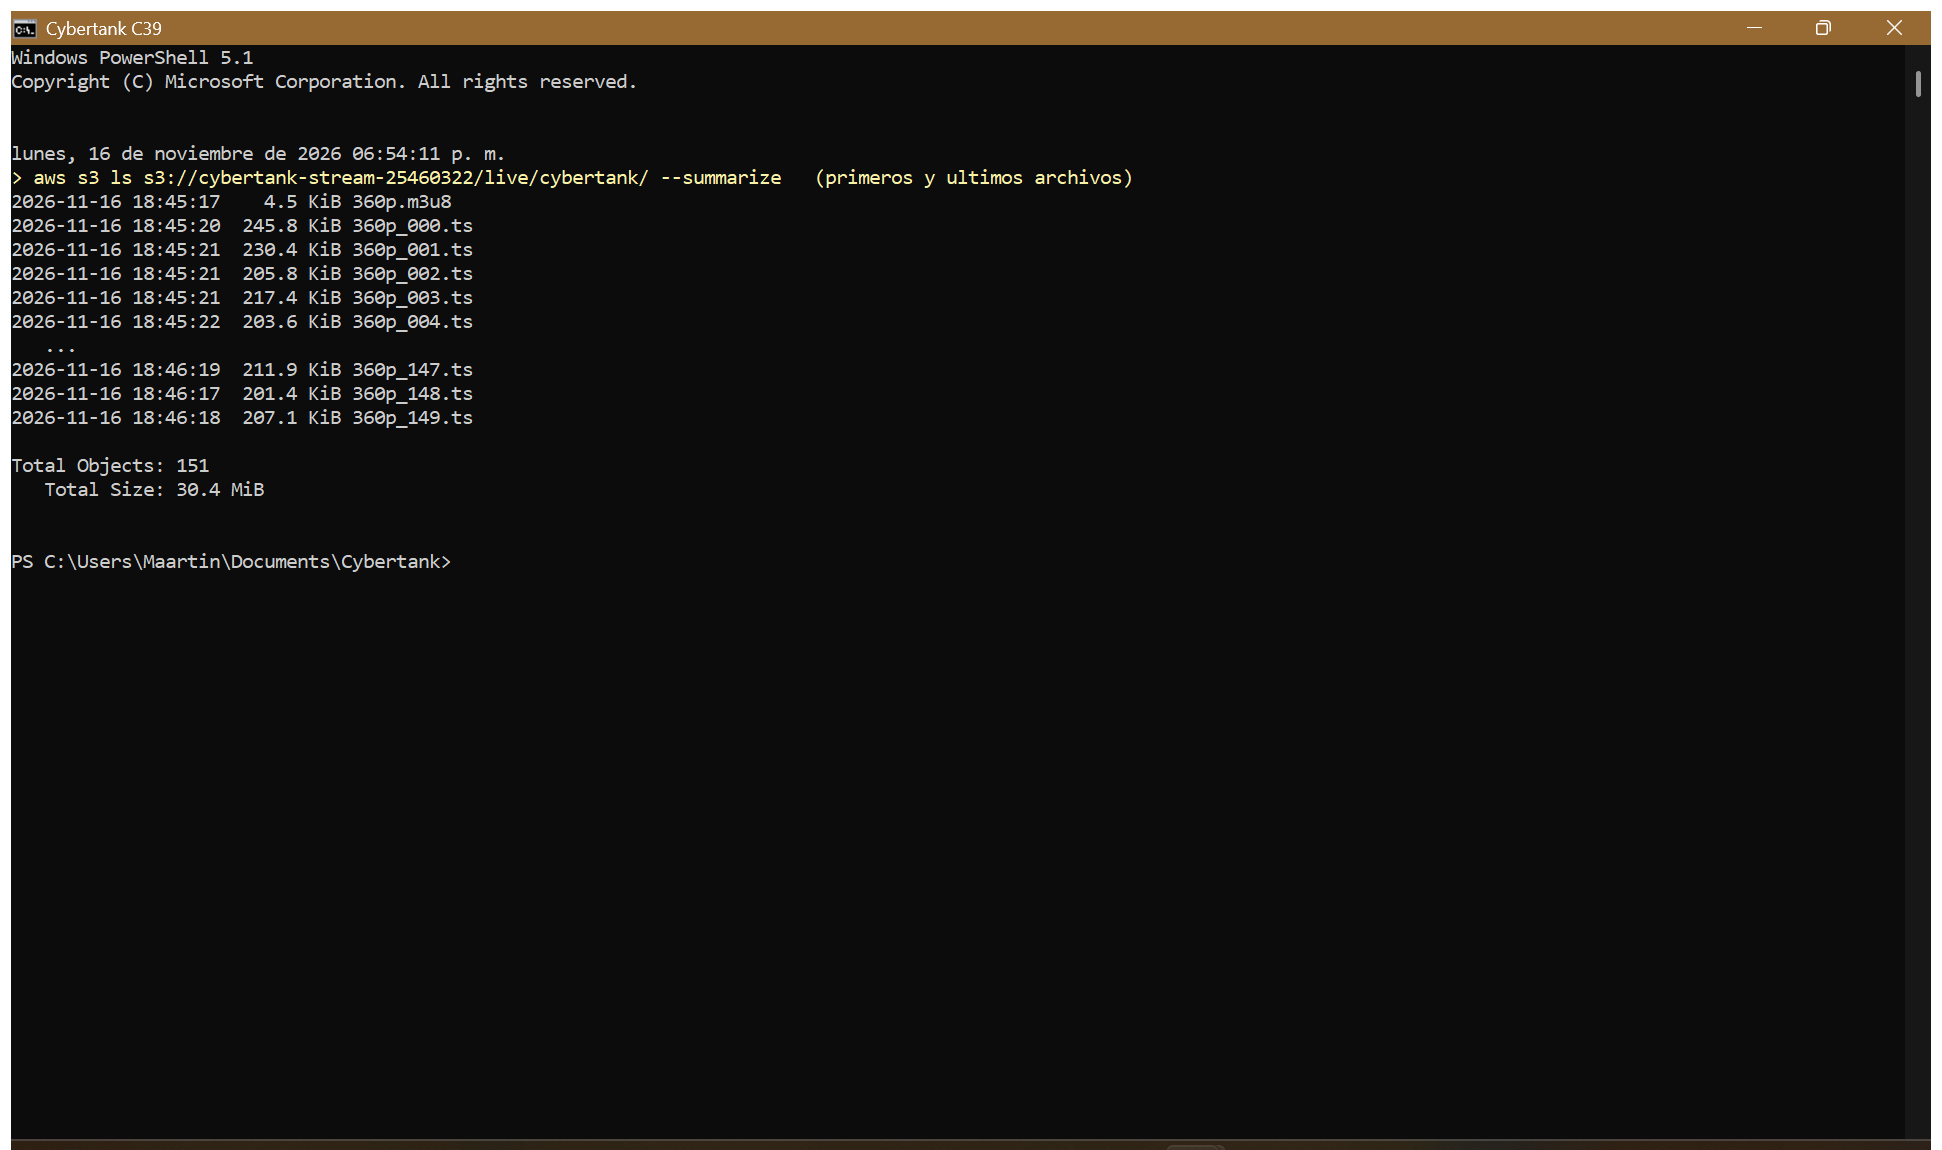 Cybertank C39
Windows PowerShell 5.1
Copyright (C) Microsoft Corporation. All rights reserved.
lunes, 16 de noviembre de 2026 06:54:11 p. m.
> aws s3 ls s3://cybertank-stream-25460322/live/cybertank/ --summarize   (primeros y ultimos archivos)
2026-11-16 18:45:17    4.5 KiB 360p.m3u8
2026-11-16 18:45:20  245.8 KiB 360p_000.ts
2026-11-16 18:45:21  230.4 KiB 360p_001.ts
2026-11-16 18:45:21  205.8 KiB 360p_002.ts
2026-11-16 18:45:21  217.4 KiB 360p_003.ts
2026-11-16 18:45:22  203.6 KiB 360p_004.ts
   ...
2026-11-16 18:46:19  211.9 KiB 360p_147.ts
2026-11-16 18:46:17  201.4 KiB 360p_148.ts
2026-11-16 18:46:18  207.1 KiB 360p_149.ts
Total Objects: 151
   Total Size: 30.4 MiB
PS C:\Users\Maartin\Documents\Cybertank>